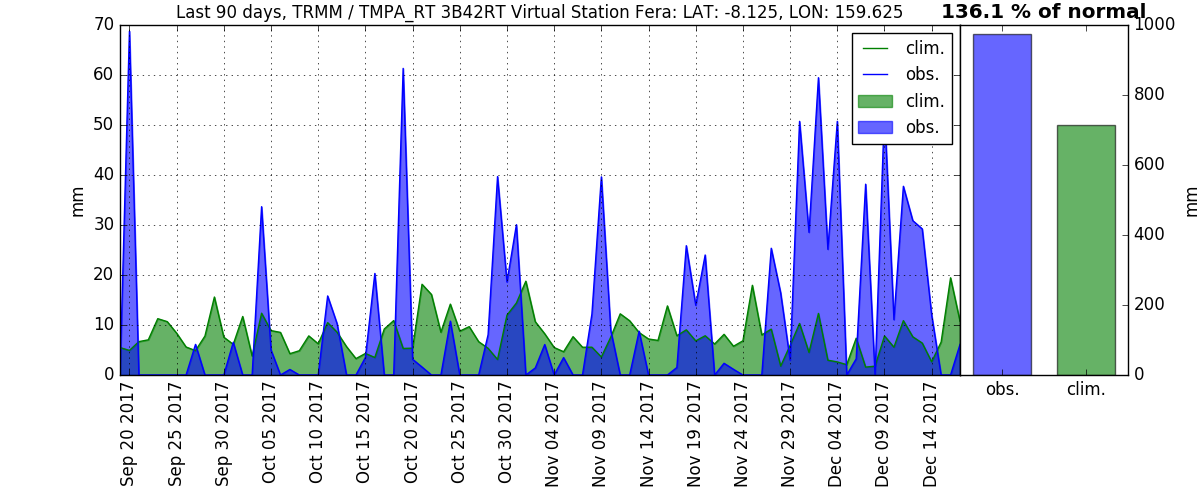 Last 90 days, TRMM / TMPA_RT 3B42RT Virtual Station Fera: LAT: -8.125, LON: 159.625
136.1 % of normal
70
60
50
40
30
20
10
0
mm
clim.
obs.
clim.
obs.
1000
800
600
400
200
0
mm
obs.
clim.
Sep 20 2017
Sep 25 2017
Sep 30 2017
Oct 05 2017
Oct 10 2017
Oct 15 2017
Oct 20 2017
Oct 25 2017
Oct 30 2017
Nov 04 2017
Nov 09 2017
Nov 14 2017
Nov 19 2017
Nov 24 2017
Nov 29 2017
Dec 04 2017
Dec 09 2017
Dec 14 2017